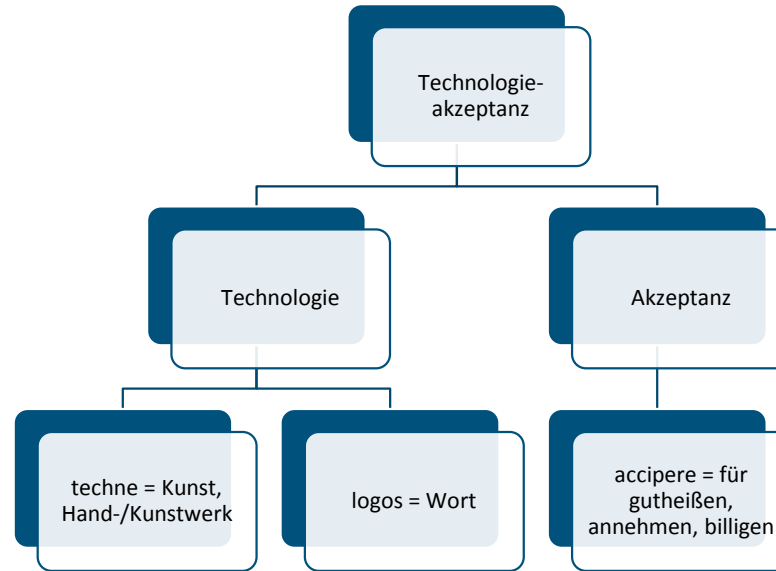 Technologie-
akzeptanz
Technologie
Akzeptanz
techne = Kunst,
Hand-/Kunstwerk
logos = Wort
accipere = für
gutheißen,
annehmen, billigen